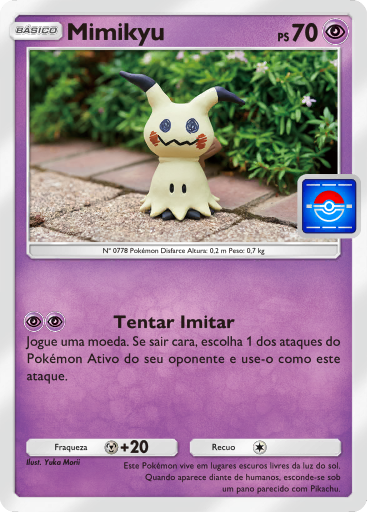 BÁSICO Mimikyu PS 70
Nº 0778 Pokémon Disfarce Altura: 0,2 m Peso: 0,7 kg
Tentar Imitar
Jogue uma moeda. Se sair cara, escolha 1 dos ataques do
Pokémon Ativo do seu oponente e use-o como este
ataque.
Fraqueza +20 Recuo
Ilust. Yuka Morii
Este Pokémon vive em lugares escuros livres da luz do sol.
Quando aparece diante de humanos, esconde-se sob
um pano parecido com Pikachu.